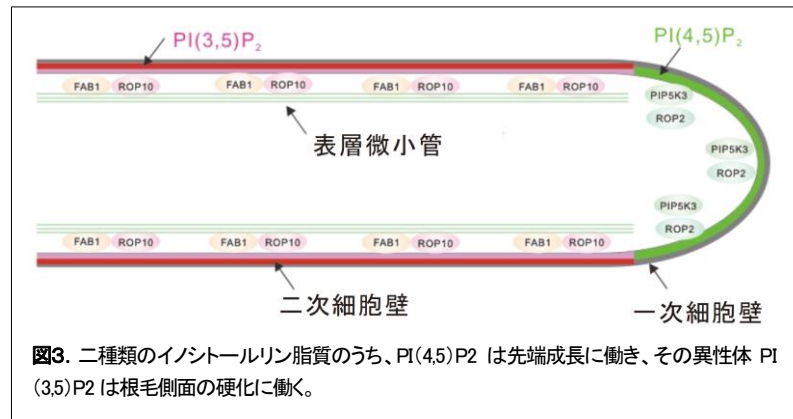 PI(3,5)P₂ PI(4,5)P₂
FAB1 ROP10 FAB1 ROP10 FAB1 ROP10 FAB1 ROP10
PIP5K3
ROP2
表層微小管
PIP5K3
ROP2
PIP5K3
ROP2
FAB1 ROP10 FAB1 ROP10 FAB1 ROP10 FAB1 ROP10
二次細胞壁 一次細胞壁
図3. 二種類のイノシトールリン脂質のうち、PI(4,5)P2 は先端成長に働き、その異性体 PI
(3,5)P2 は根毛側面の硬化に働く。